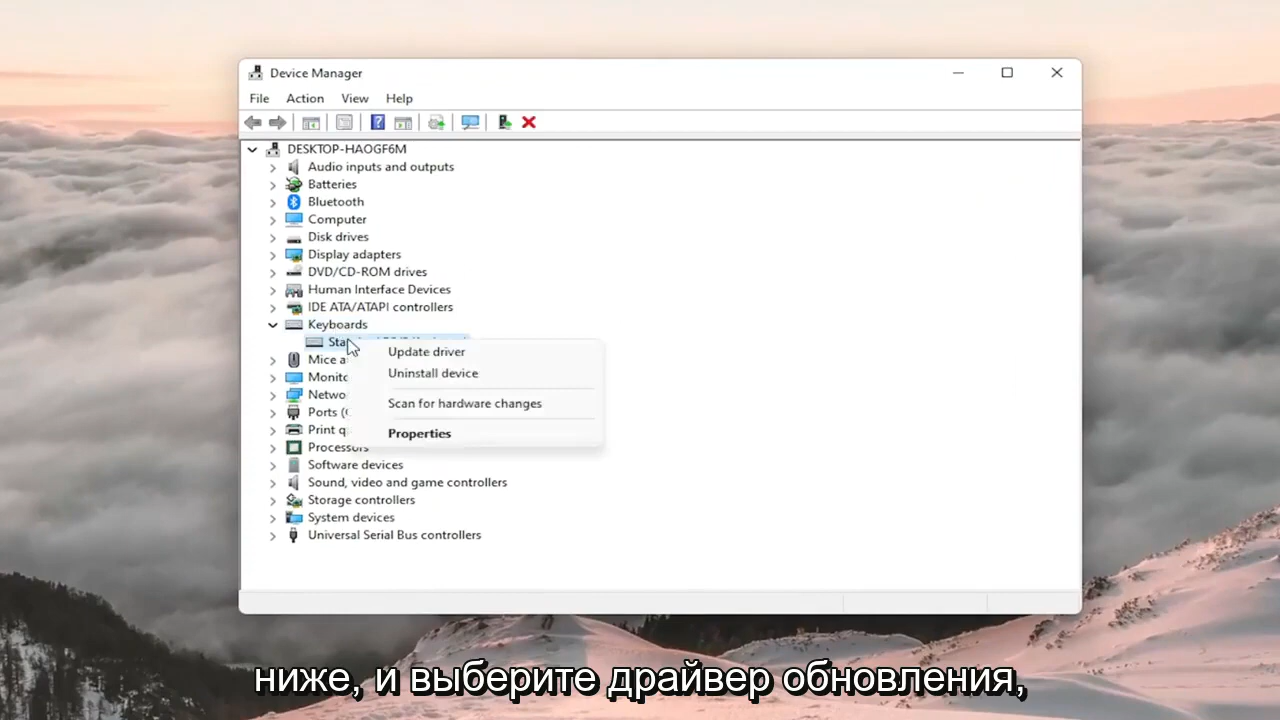 Device Manager
File Action View Help
DESKTOP-HAOGF6M
Audio inputs and outputs
Batteries
Bluetooth
Computer
Disk drives
Display adapters
DVD/CD-ROM drives
Human Interface Devices
IDE ATA/ATAPI controllers
Keyboards
Update driver
Uninstall device
Scan for hardware changes
Properties
Mice
Processors
Software devices
Sound, video and game controllers
Storage controllers
System devices
Universal Serial Bus controllers
ниже, и выберите драйвер обновления,